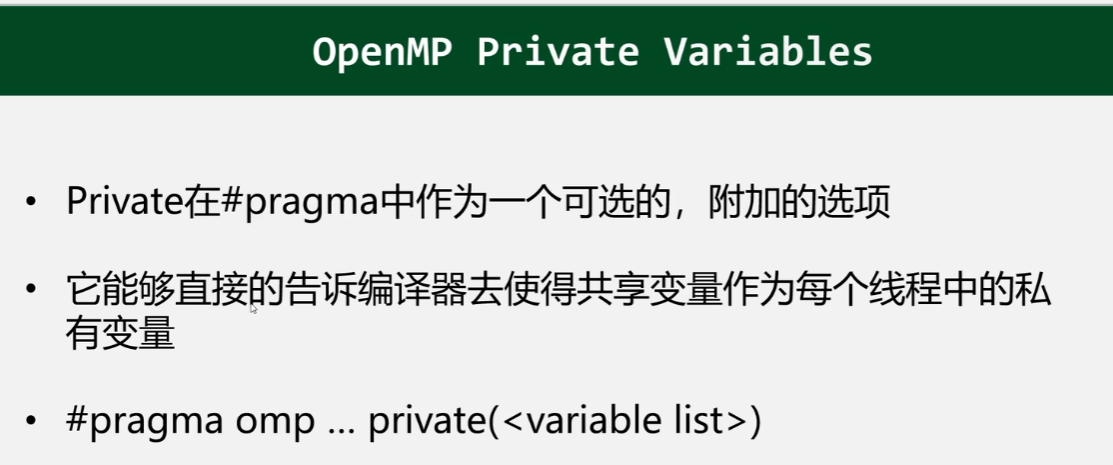 OpenMP Private Variables
• Private在#pragma中作为一个可选的，附加的选项
• 它能够直接的告诉编译器去使得共享变量作为每个线程中的私
有变量
• #pragma omp ... private(<variable list>)